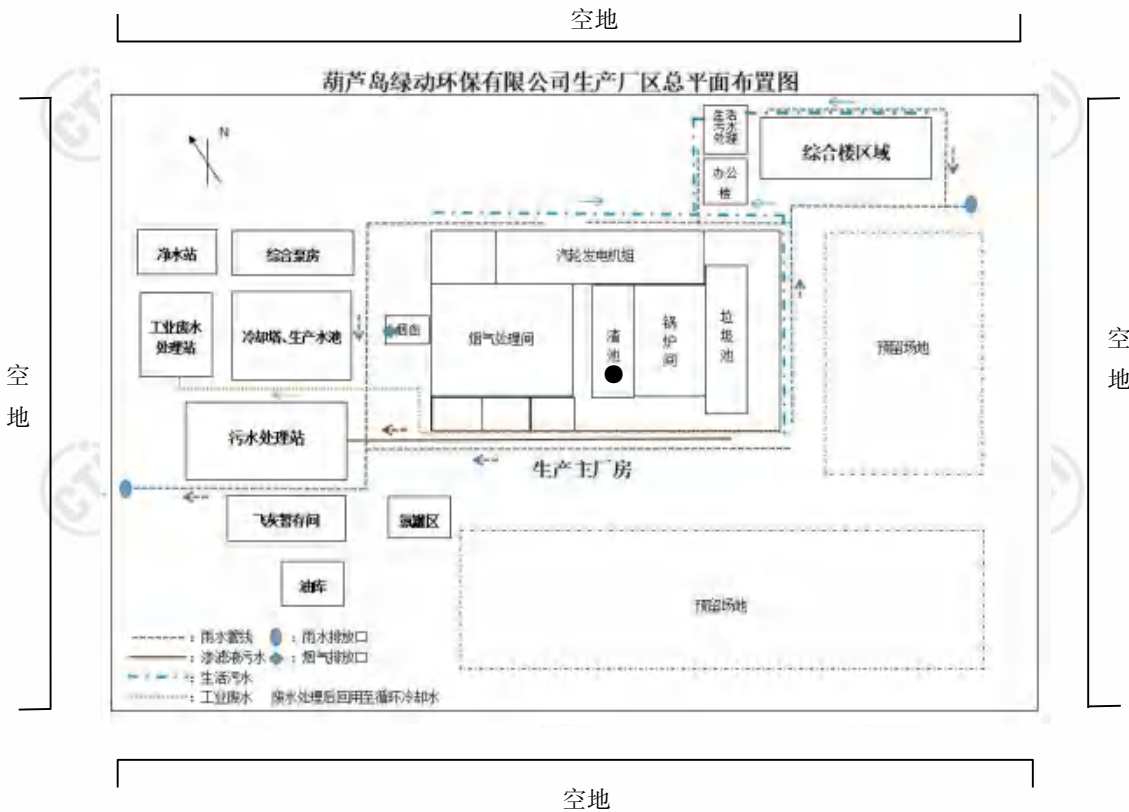 空地
葫芦岛绿动环保有限公司生产厂区总平面布置图
N
生活
污水
处理
综合楼区域
办公
楼
净水站
综合泵房
汽轮发电机组
工业废水
处理站
冷却塔、生产水池
烟囱
烟气处理间
渣池
锅炉间
垃圾池
预留场地
空地
空地
污水处理站
生产主厂房
飞灰暂存间
氨罐区
油库
预留场地
：雨水管线
：雨水排放口
：渗滤液污水
：烟气排放口
：生活污水
：工业废水 废水处理后回用至循环冷却水
空地
CTI